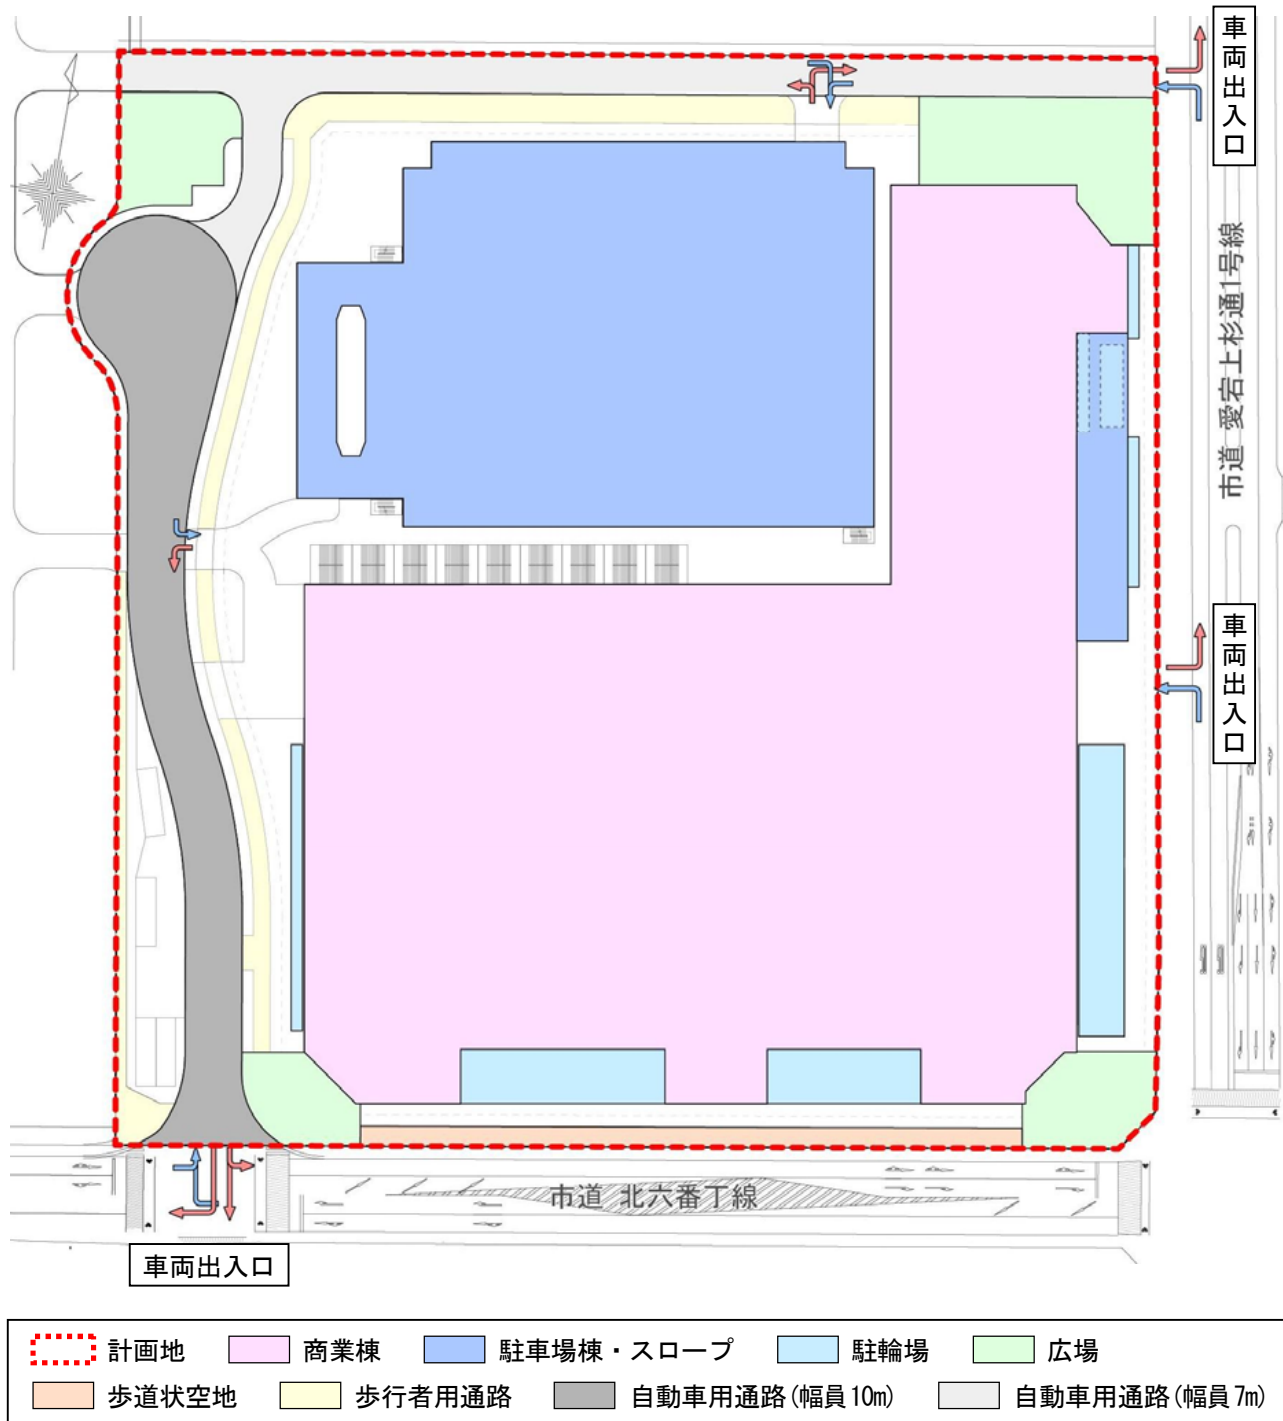 車両出入口
市道 愛宕上杉通1号線
車両出入口
市道 北六番丁線
車両出入口
計画地 商業棟 駐車場棟・スロープ 駐輪場 広場
歩道状空地 歩行者用通路 自動車用通路(幅員10m) 自動車用通路(幅員7m)